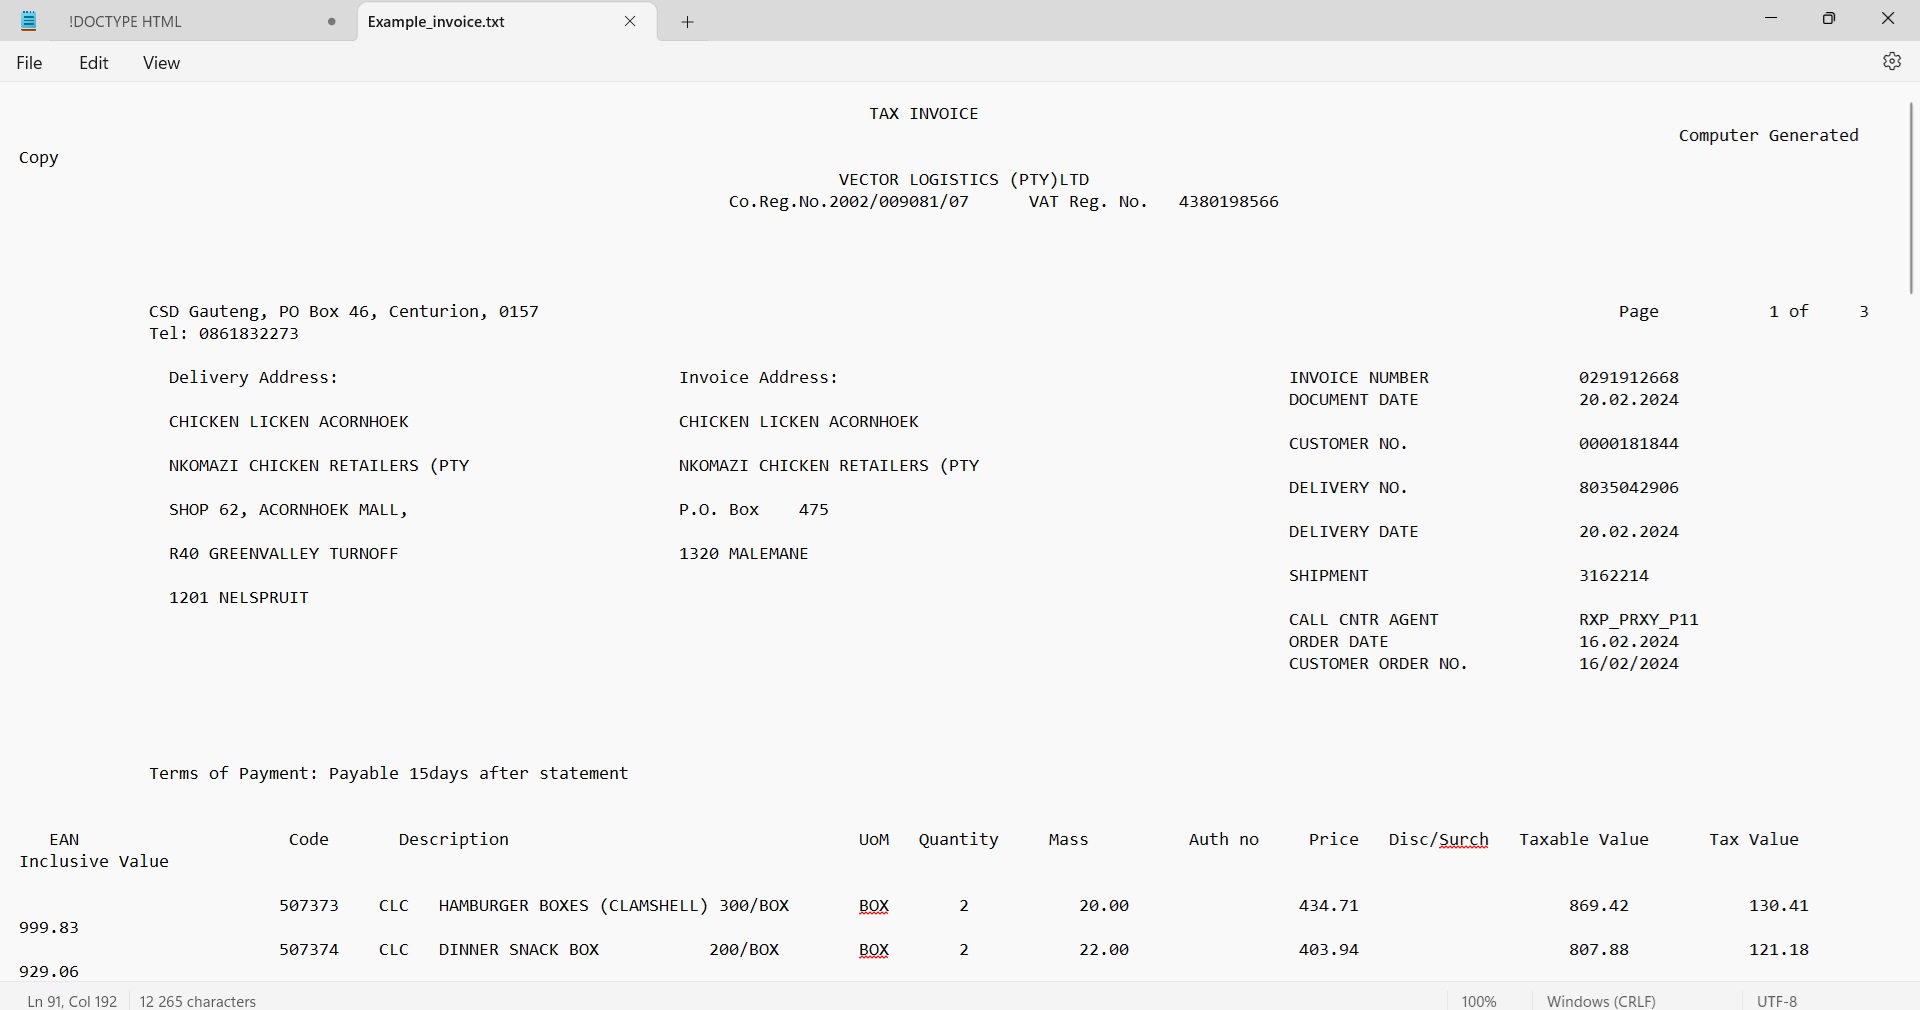 !DOCTYPE HTML
Example_invoice.txt
File Edit View
TAX INVOICE
Computer Generated
Copy
VECTOR LOGISTICS (PTY)LTD
Co.Reg.No.2002/009081/07 VAT Reg. No. 4380198566
CSD Gauteng, PO Box 46, Centurion, 0157 Page 1 of 3
Tel: 0861832273
Delivery Address: Invoice Address: INVOICE NUMBER 0291912668
DOCUMENT DATE 20.02.2024
CHICKEN LICKEN ACORNHOEK CHICKEN LICKEN ACORNHOEK
CUSTOMER NO. 0000181844
NKOMAZI CHICKEN RETAILERS (PTY NKOMAZI CHICKEN RETAILERS (PTY
DELIVERY NO. 8035042906
SHOP 62, ACORNHOEK MALL, P.O. Box 475
DELIVERY DATE 20.02.2024
R40 GREENVALLEY TURNOFF 1320 MALEMANE
SHIPMENT 3162214
1201 NELSPRUIT
CALL CNTR AGENT RXP_PRXY_P11
ORDER DATE 16.02.2024
CUSTOMER ORDER NO. 16/02/2024
Terms of Payment: Payable 15days after statement
EAN Code Description UoM Quantity Mass Auth no Price Disc/Surch Taxable Value Tax Value
Inclusive Value
507373 CLC HAMBURGER BOXES (CLAMSHELL) 300/BOX BOX 2 20.00 434.71 869.42 130.41
999.83
507374 CLC DINNER SNACK BOX 200/BOX BOX 2 22.00 403.94 807.88 121.18
929.06
Ln 91, Col 192 12 265 characters 100% Windows (CRLF) UTF-8